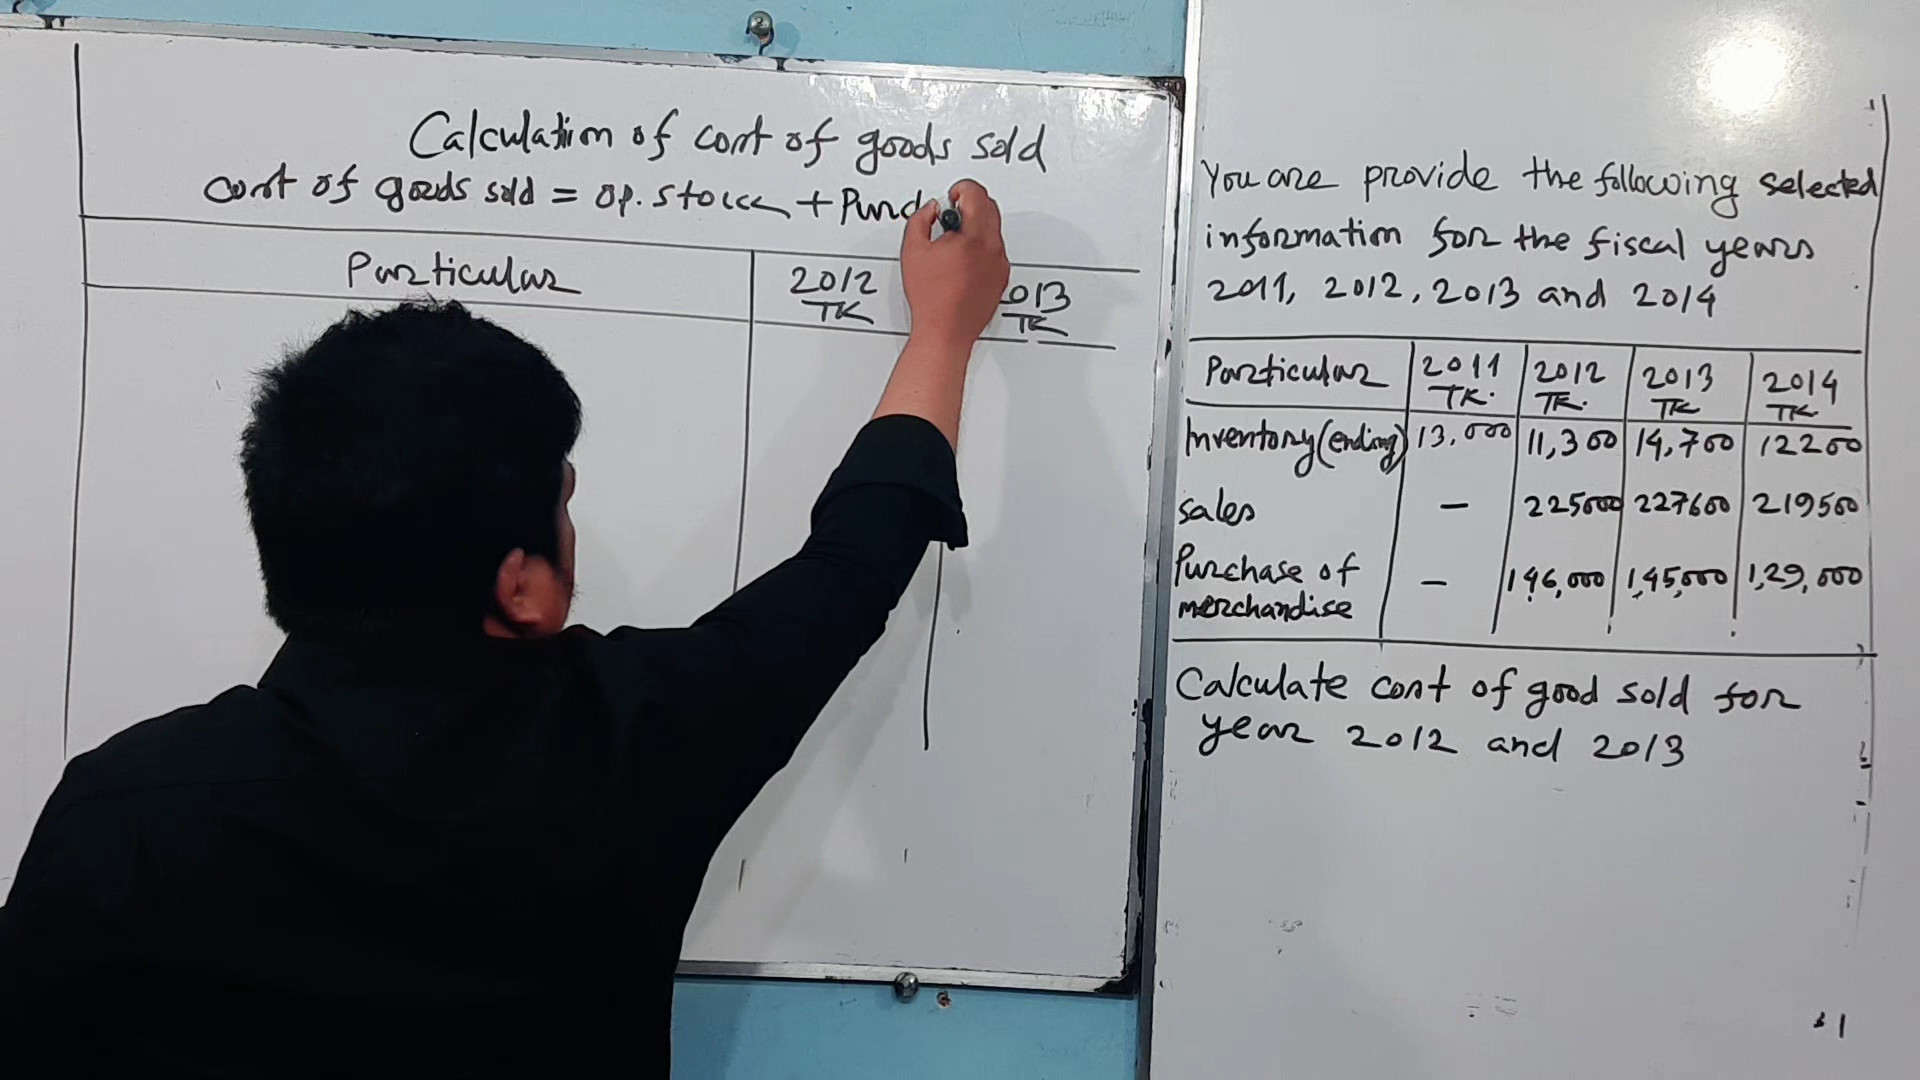 Calculation of cost of goods sold
cost of goods sold = op. stock + Purc
Particular 2012 TK 013 TK
You are provide the following selected
information for the fiscal years
2011, 2012, 2013 and 2014
Particular 2011 TK. 2012 TK. 2013 TK 2014 TK.
Inventory (ending) 13,000 11,300 14,700 12200
sales - 225000 227600 219500
Purchase of
merchandise - 146,000 1,45,000 1,29,000
Calculate cost of good sold for
year 2012 and 2013